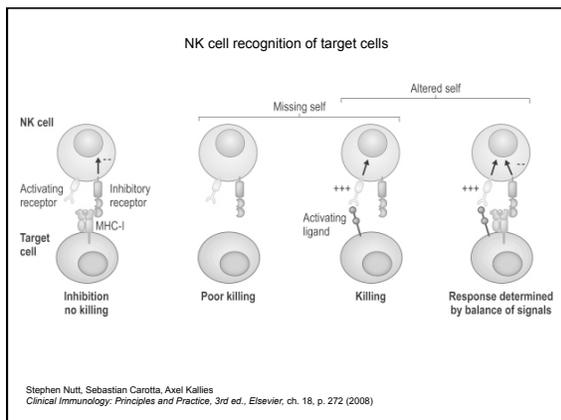 NK cell recognition of target cells
Altered self
Missing self
NK cell
--
--
+++
+++
Activating
receptor
Inhibitory
receptor
MHC-I
Activating
ligand
Target
cell
Inhibition
no killing
Poor killing
Killing
Response determined
by balance of signals
Stephen Nutt, Sebastian Carotta, Axel Kallies
Clinical Immunology: Principles and Practice, 3rd ed., Elsevier, ch. 18, p. 272 (2008)